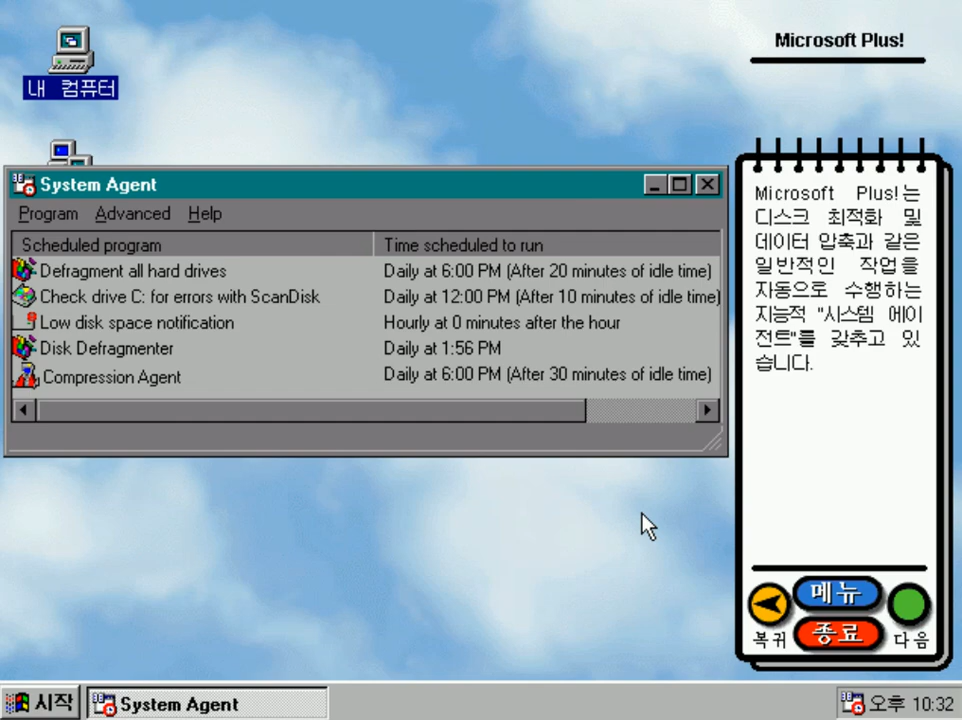 내 컴퓨터
Microsoft Plus!
System Agent
Program Advanced Help
Scheduled program Time scheduled to run
Defragment all hard drives Daily at 6:00 PM (After 20 minutes of idle time)
Check drive C: for errors with ScanDisk Daily at 12:00 PM (After 10 minutes of idle time)
Low disk space notification Hourly at 0 minutes after the hour
Disk Defragmenter Daily at 1:56 PM
Compression Agent Daily at 6:00 PM (After 30 minutes of idle time)
Microsoft Plus!는
디스크 최적화 및
데이터 압축과 같은
일반적인 작업을
자동으로 수행하는
지능적 "시스템 에이
전트"를 갖추고 있
습니다.
메뉴
복귀 종료 다음
시작 System Agent 오후 10:32